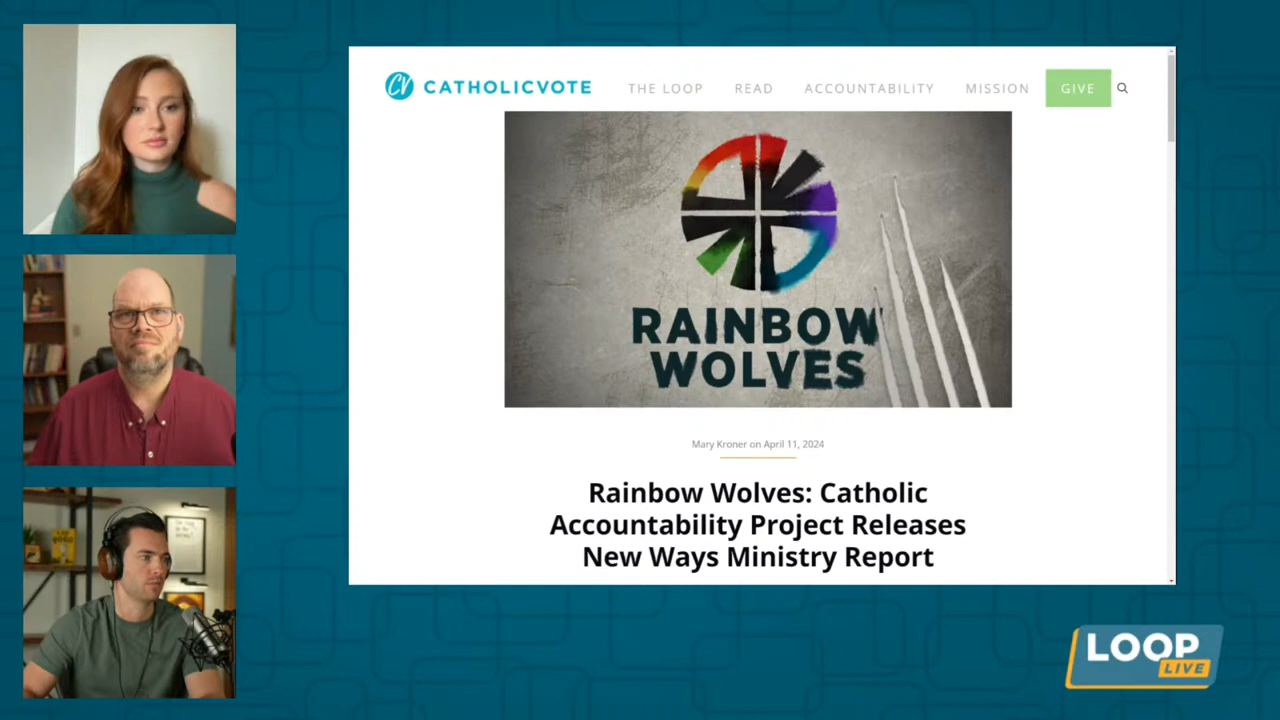 CV CATHOLICVOTE THE LOOP READ ACCOUNTABILITY MISSION GIVE
RAINBOW
WOLVES
Mary Kroner on April 11, 2024
Rainbow Wolves: Catholic
Accountability Project Releases
New Ways Ministry Report
LOOP
LIVE